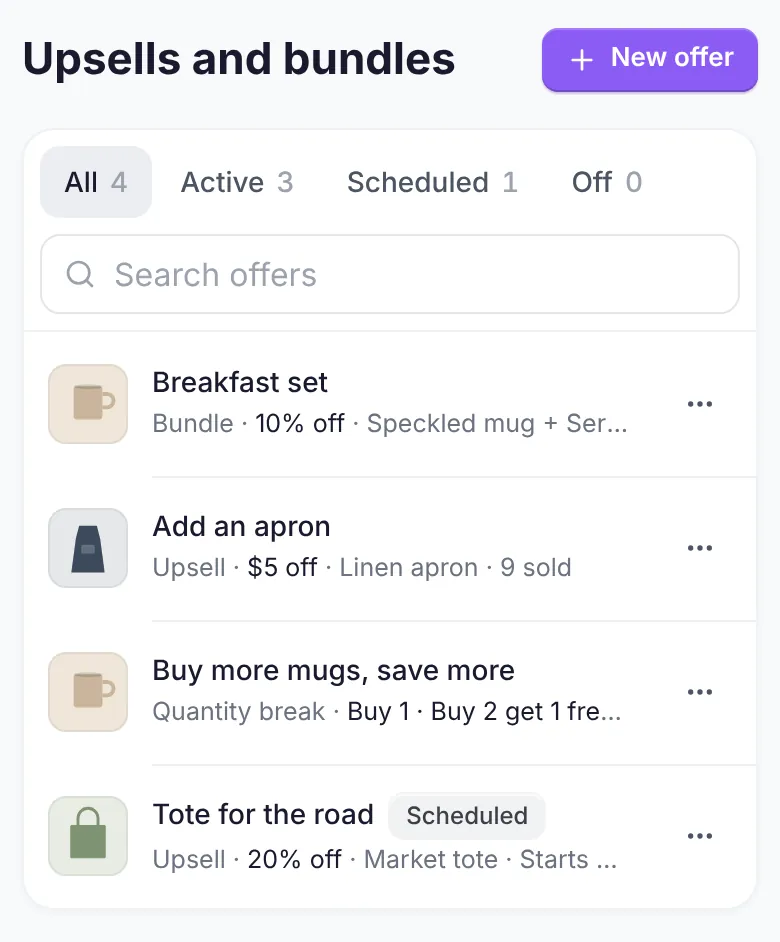 Upsells and bundles
+ New offer
All 4 Active 3 Scheduled 1 Off 0
Search offers
Breakfast set
Bundle · 10% off · Speckled mug + Ser...
Add an apron
Upsell · $5 off · Linen apron · 9 sold
Buy more mugs, save more
Quantity break · Buy 1 · Buy 2 get 1 fre...
Tote for the road Scheduled
Upsell · 20% off · Market tote · Starts ...